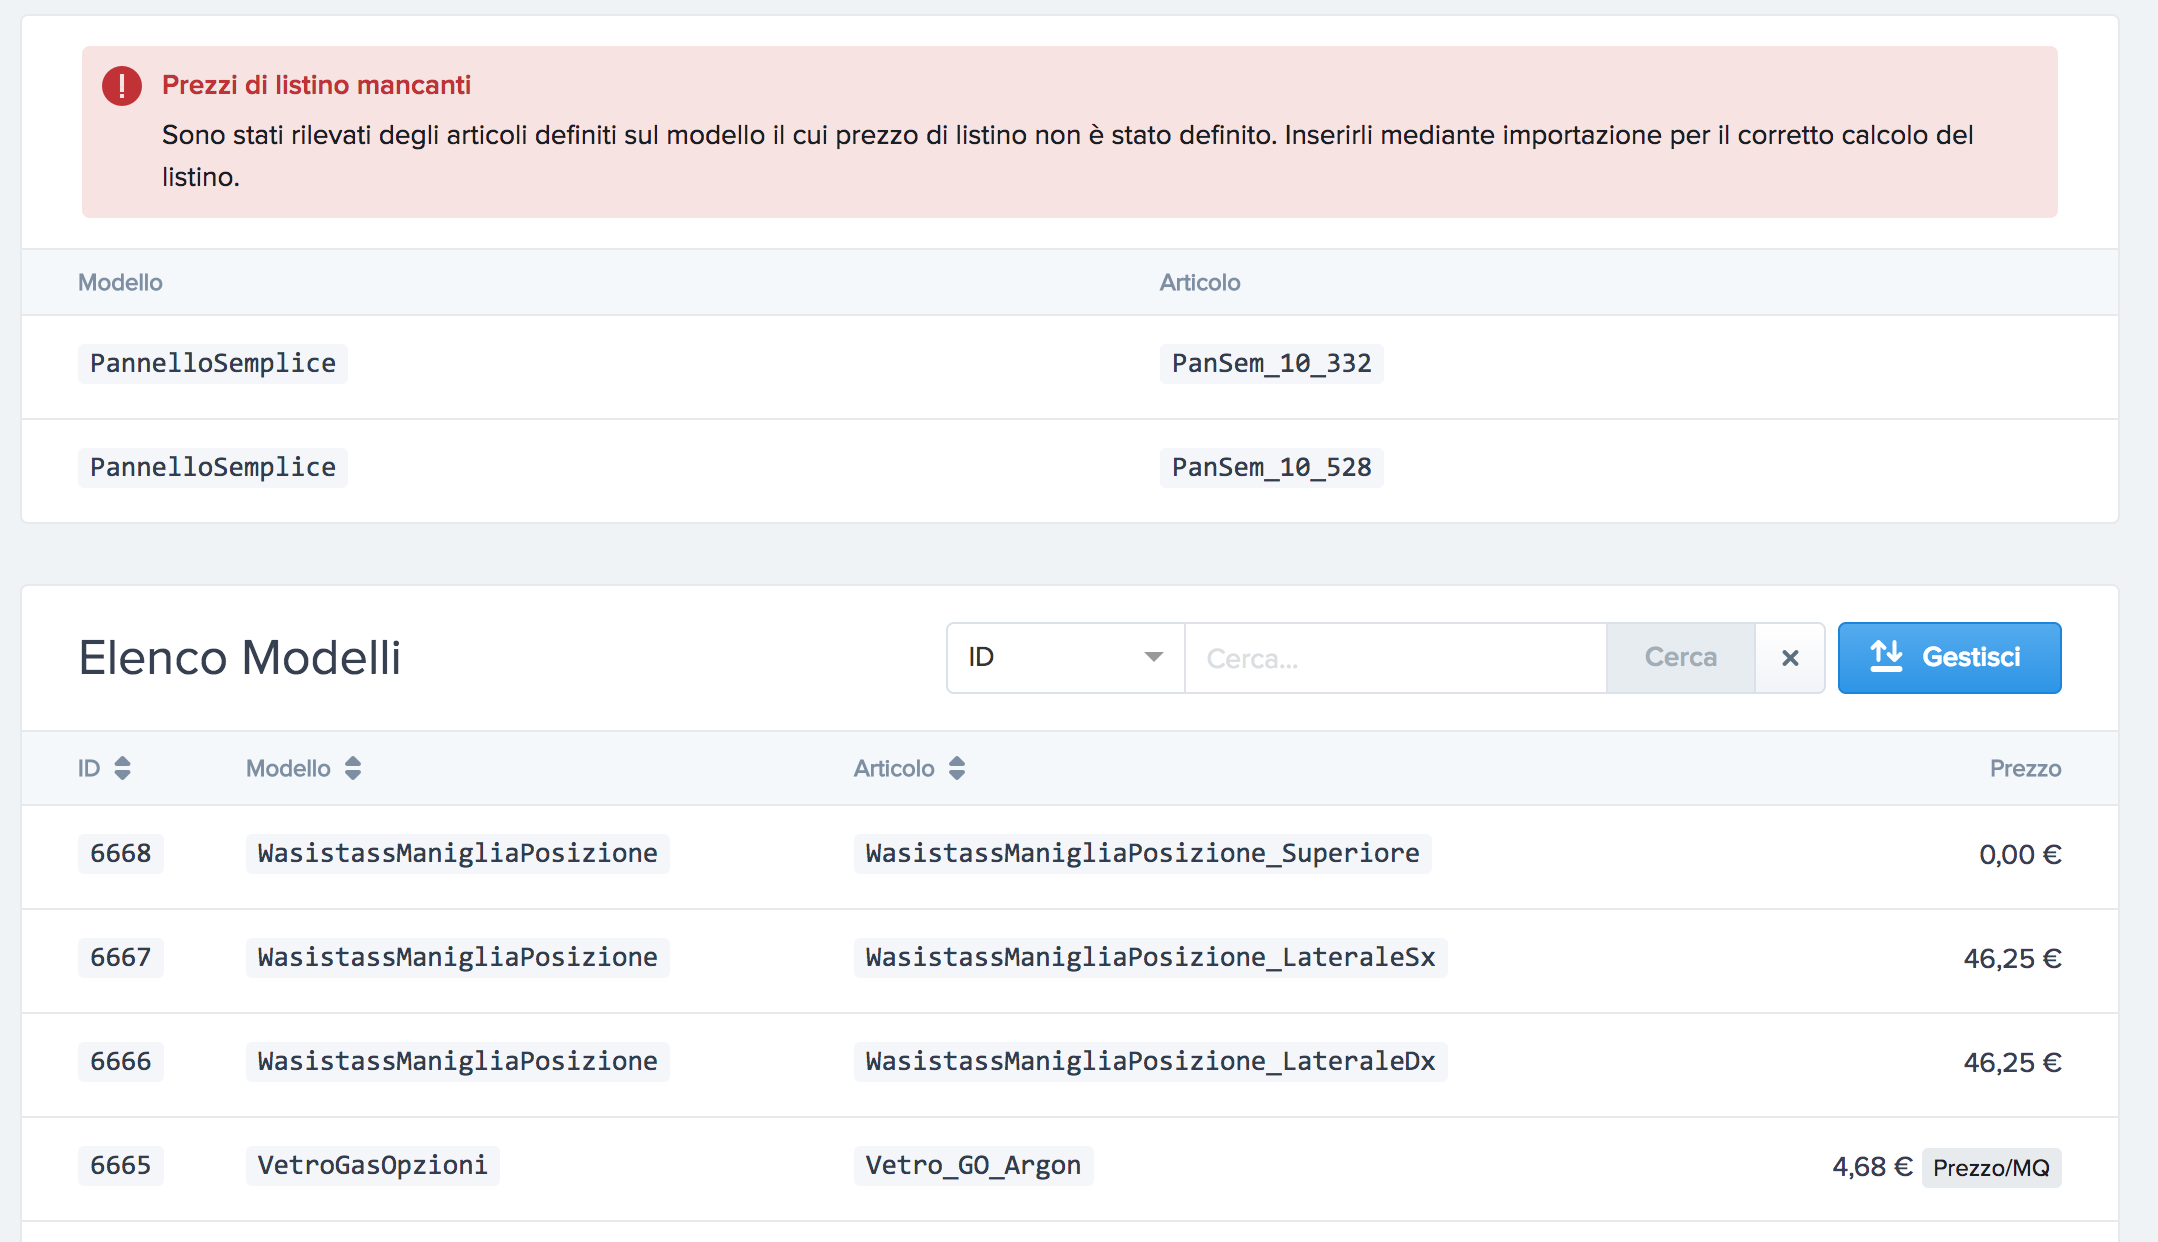 Prezzi di listino mancanti
Sono stati rilevati degli articoli definiti sul modello il cui prezzo di listino non è stato definito. Inserirli mediante importazione per il corretto calcolo del
listino.
Modello Articolo
PannelloSemplice PanSem_10_332
PannelloSemplice PanSem_10_528
Elenco Modelli ID Cerca... Cerca × Gestisci
ID Modello Articolo Prezzo
6668 WasistassManigliaPosizione WasistassManigliaPosizione_Superiore 0,00 €
6667 WasistassManigliaPosizione WasistassManigliaPosizione_LateraleSx 46,25 €
6666 WasistassManigliaPosizione WasistassManigliaPosizione_LateraleDx 46,25 €
6665 VetroGasOpzioni Vetro_GO_Argon 4,68 € Prezzo/MQ